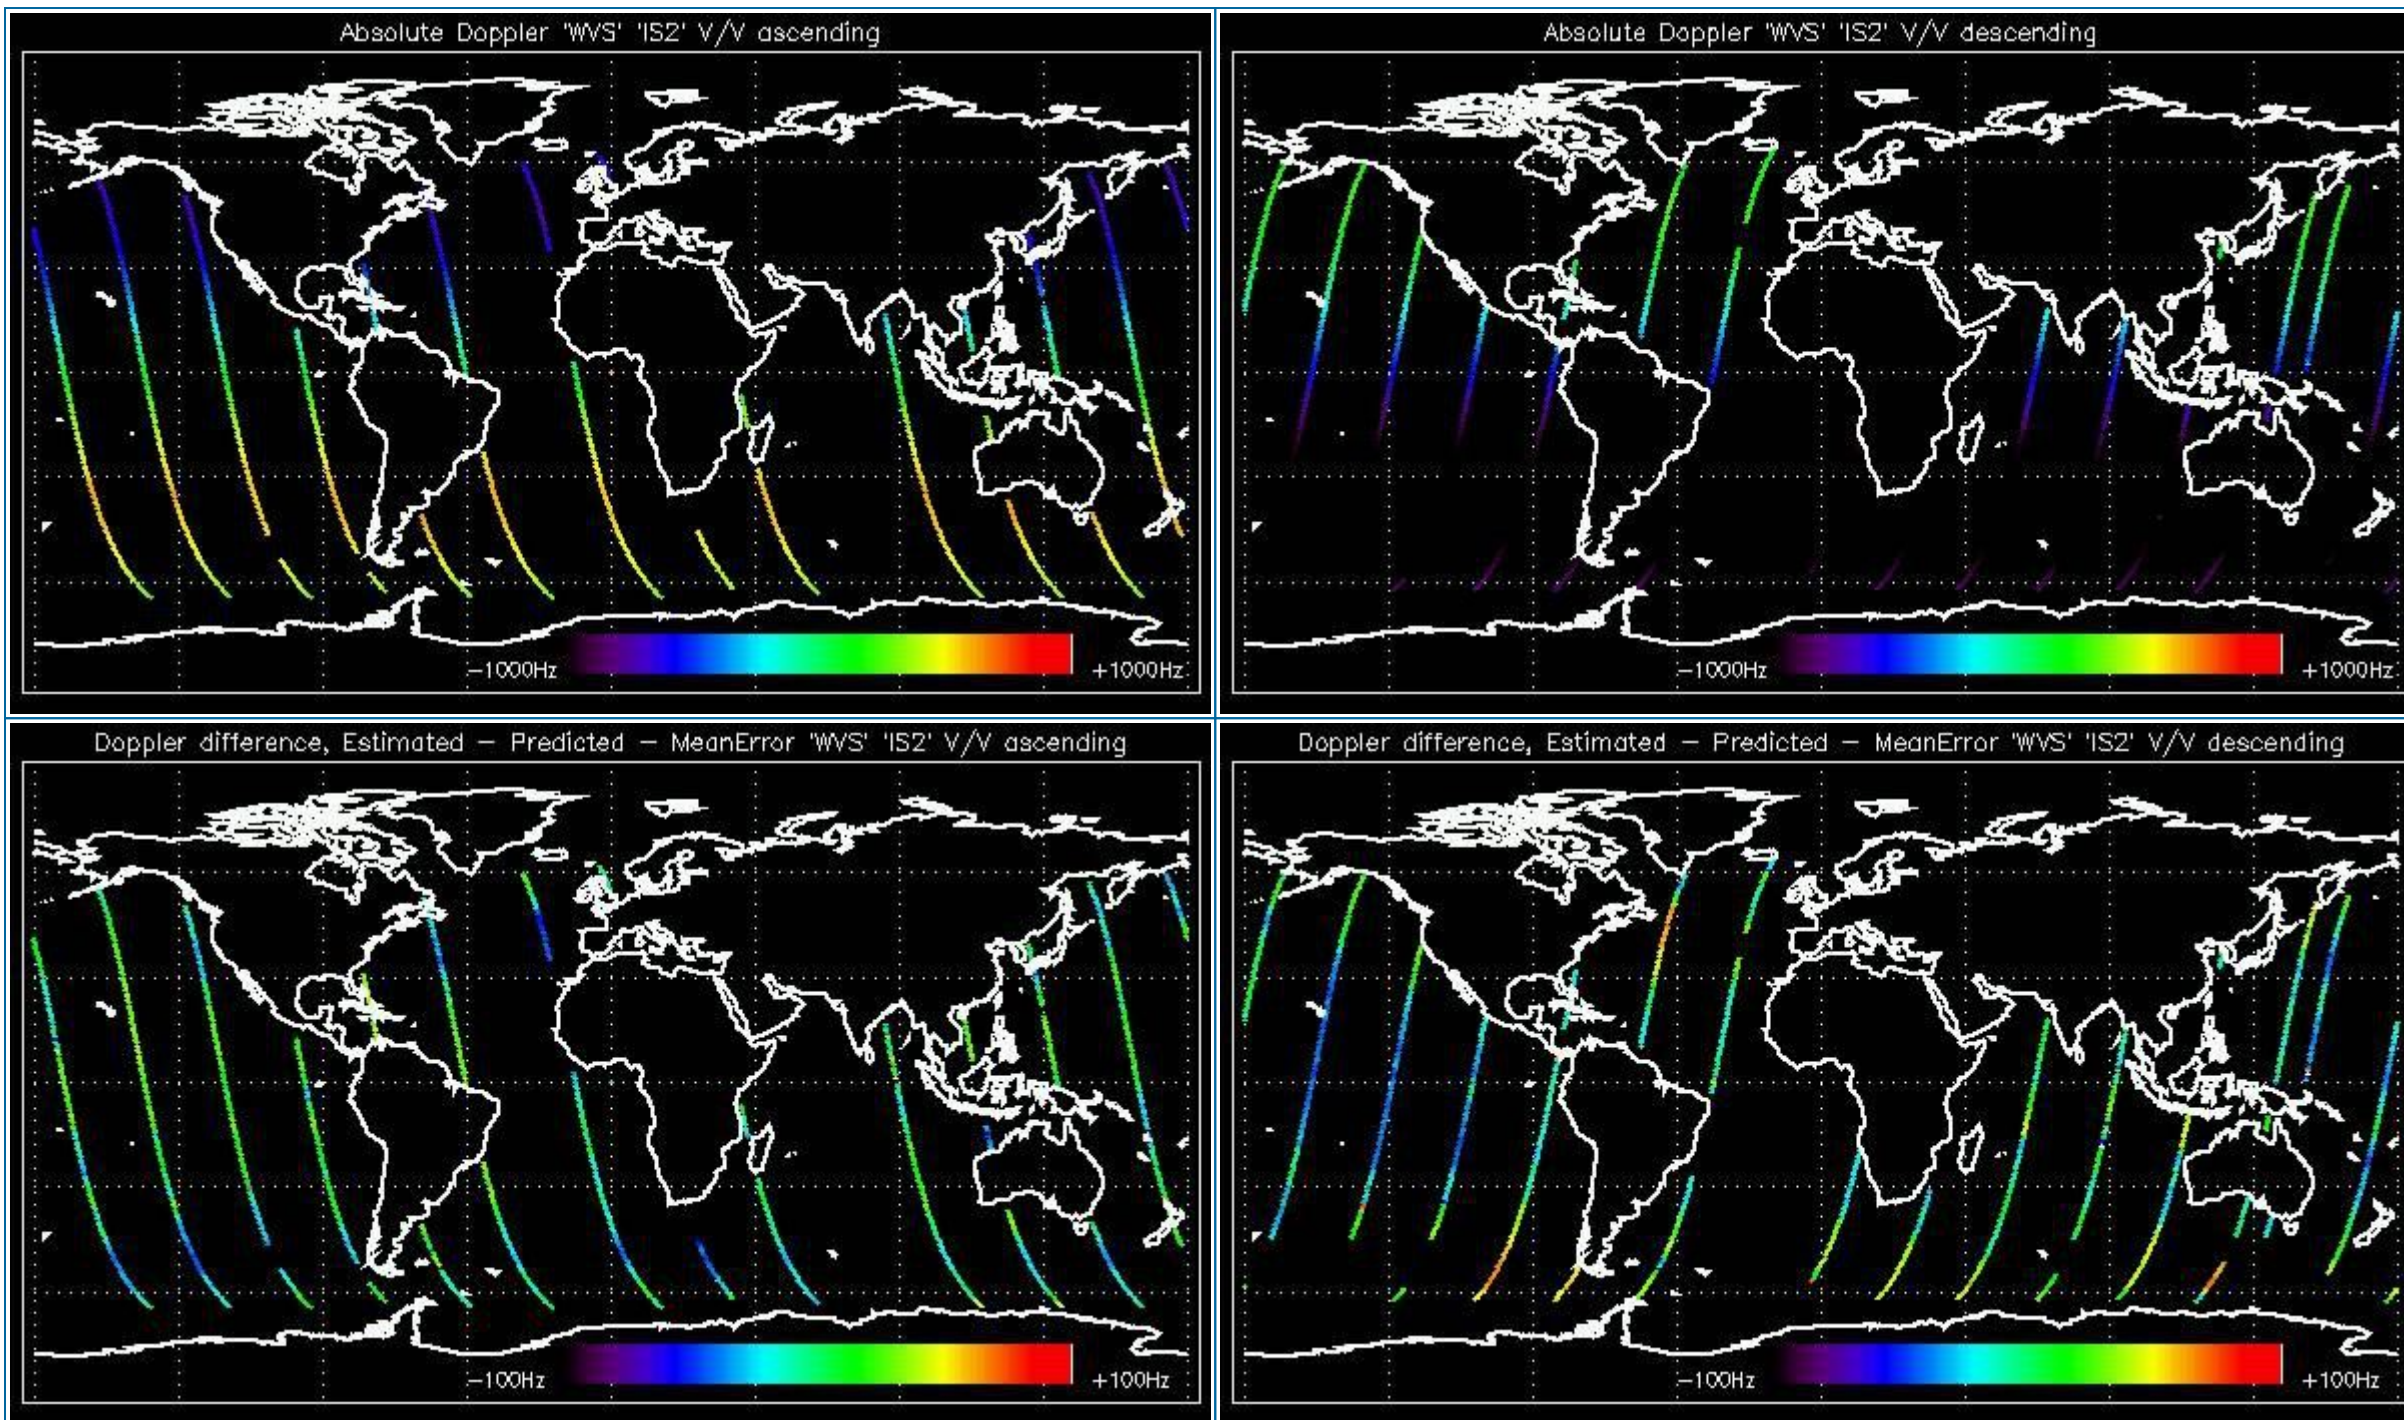 Absolute Doppler 'WVS' 'IS2' V/V ascending
-1000Hz
+1000Hz
Absolute Doppler 'WVS' 'IS2' V/V descending
-1000Hz
+1000Hz
Doppler difference, Estimated - Predicted - MeanError 'WVS' 'IS2' V/V ascending
-100Hz
+100Hz
Doppler difference, Estimated - Predicted - MeanError 'WVS' 'IS2' V/V descending
-100Hz
+100Hz